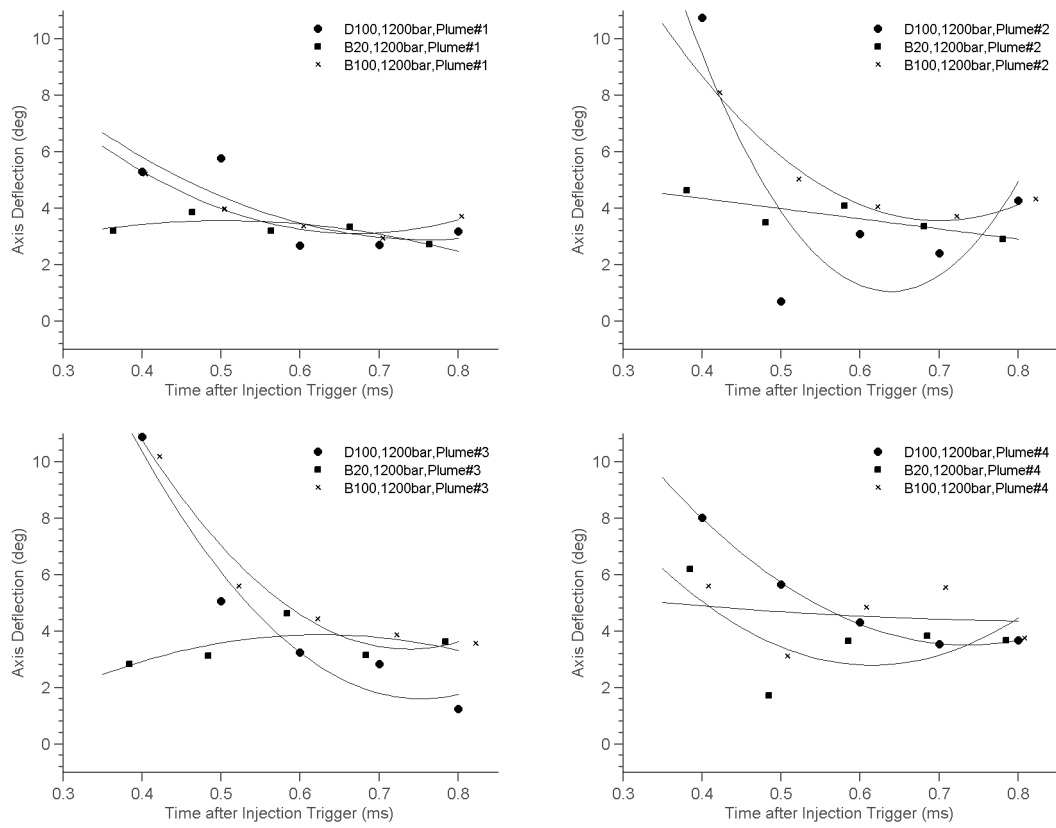 D100,1200bar,Plume#1
B20,1200bar,Plume#1
B100,1200bar,Plume#1
Axis Deflection (deg)
10
8
6
4
2
0
0.3 0.4 0.5 0.6 0.7 0.8
Time after Injection Trigger (ms)
D100,1200bar,Plume#2
B20,1200bar,Plume#2
B100,1200bar,Plume#2
Axis Deflection (deg)
10
8
6
4
2
0
0.3 0.4 0.5 0.6 0.7 0.8
Time after Injection Trigger (ms)
D100,1200bar,Plume#3
B20,1200bar,Plume#3
B100,1200bar,Plume#3
Axis Deflection (deg)
10
8
6
4
2
0
0.3 0.4 0.5 0.6 0.7 0.8
Time after Injection Trigger (ms)
D100,1200bar,Plume#4
B20,1200bar,Plume#4
B100,1200bar,Plume#4
Axis Deflection (deg)
10
8
6
4
2
0
0.3 0.4 0.5 0.6 0.7 0.8
Time after Injection Trigger (ms)